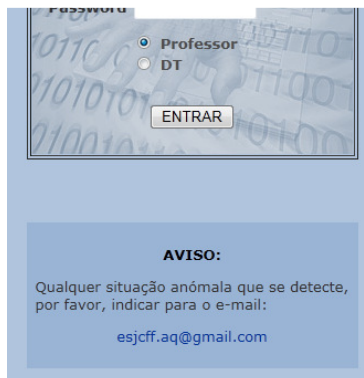 Password
Professor
DT
ENTRAR
AVISO:
Qualquer situação anómala que se detecte,
por favor, indicar para o e-mail:
esjcff.aq@gmail.com